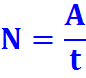 N = A/t